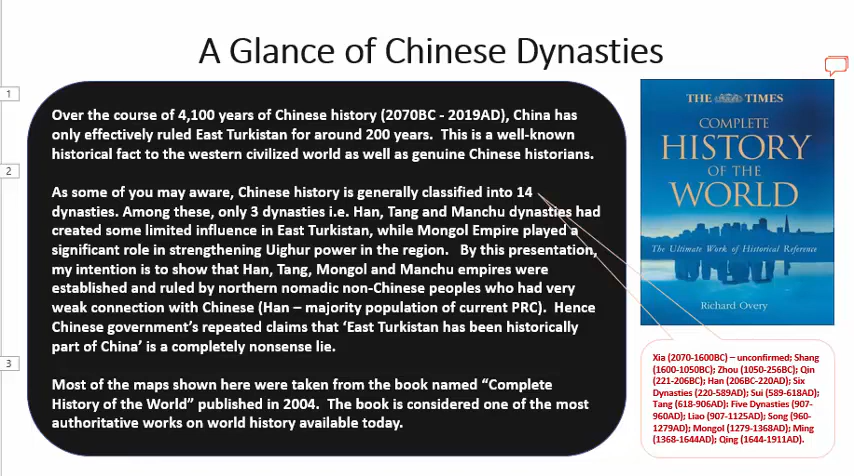 A Glance of Chinese Dynasties
1
Over the course of 4,100 years of Chinese history (2070BC - 2019AD), China has
only effectively ruled East Turkistan for around 200 years.  This is a well-known
historical fact to the western civilized world as well as genuine Chinese historians.
2
As some of you may aware, Chinese history is generally classified into 14
dynasties. Among these, only 3 dynasties i.e. Han, Tang and Manchu dynasties had
created some limited influence in East Turkistan, while Mongol Empire played a
significant role in strengthening Uighur power in the region.   By this presentation,
my intention is to show that Han, Tang, Mongol and Manchu empires were
established and ruled by northern nomadic non-Chinese peoples who had very
weak connection with Chinese (Han – majority population of current PRC).  Hence
Chinese government’s repeated claims that ‘East Turkistan has been historically
part of China’ is a completely nonsense lie.
3
Most of the maps shown here were taken from the book named “Complete
History of the World” published in 2004.  The book is considered one of the most
authoritative works on world history available today.
THE TIMES
COMPLETE
HISTORY
OF THE
WORLD
The Ultimate Work of Historical Reference
Richard Overy
Xia (2070-1600BC) – unconfirmed; Shang
(1600-1050BC); Zhou (1050-256BC); Qin
(221-206BC); Han (206BC-220AD); Six
Dynasties (220-589AD); Sui (589-618AD);
Tang (618-906AD); Five Dynasties (907-
960AD); Liao (907-1125AD); Song (960-
1279AD); Mongol (1279-1368AD); Ming
(1368-1644AD); Qing (1644-1911AD).